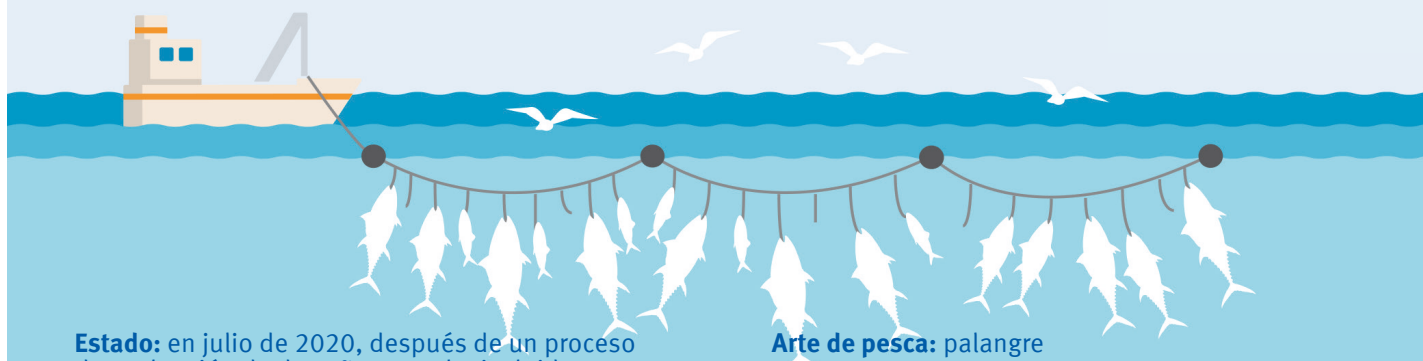 Estado: en julio de 2020, después de un proceso
Arte de pesca: palangre